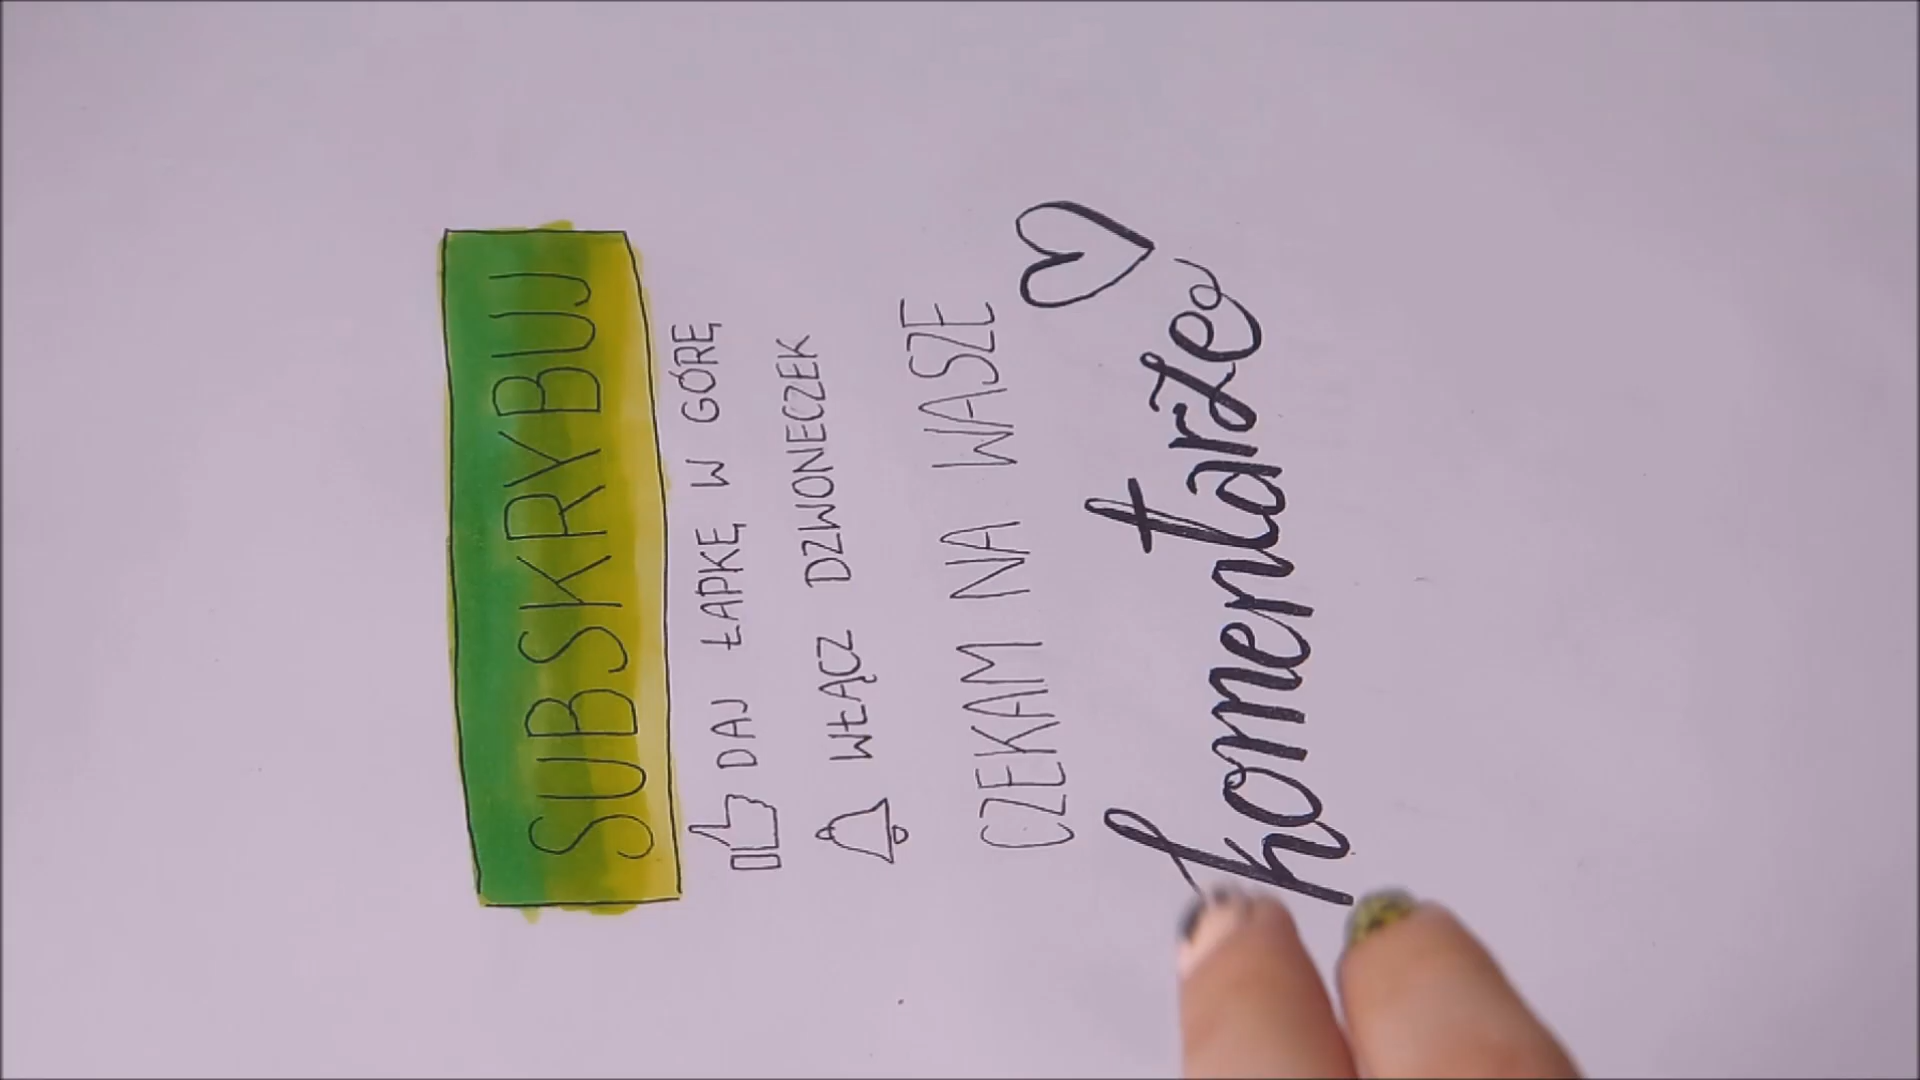 SUBSKRYBUJ
DAJ ŁAPKĘ W GÓRĘ
WŁĄCZ DZWONECZEK
CZEKAM NA WASZE
komentarze